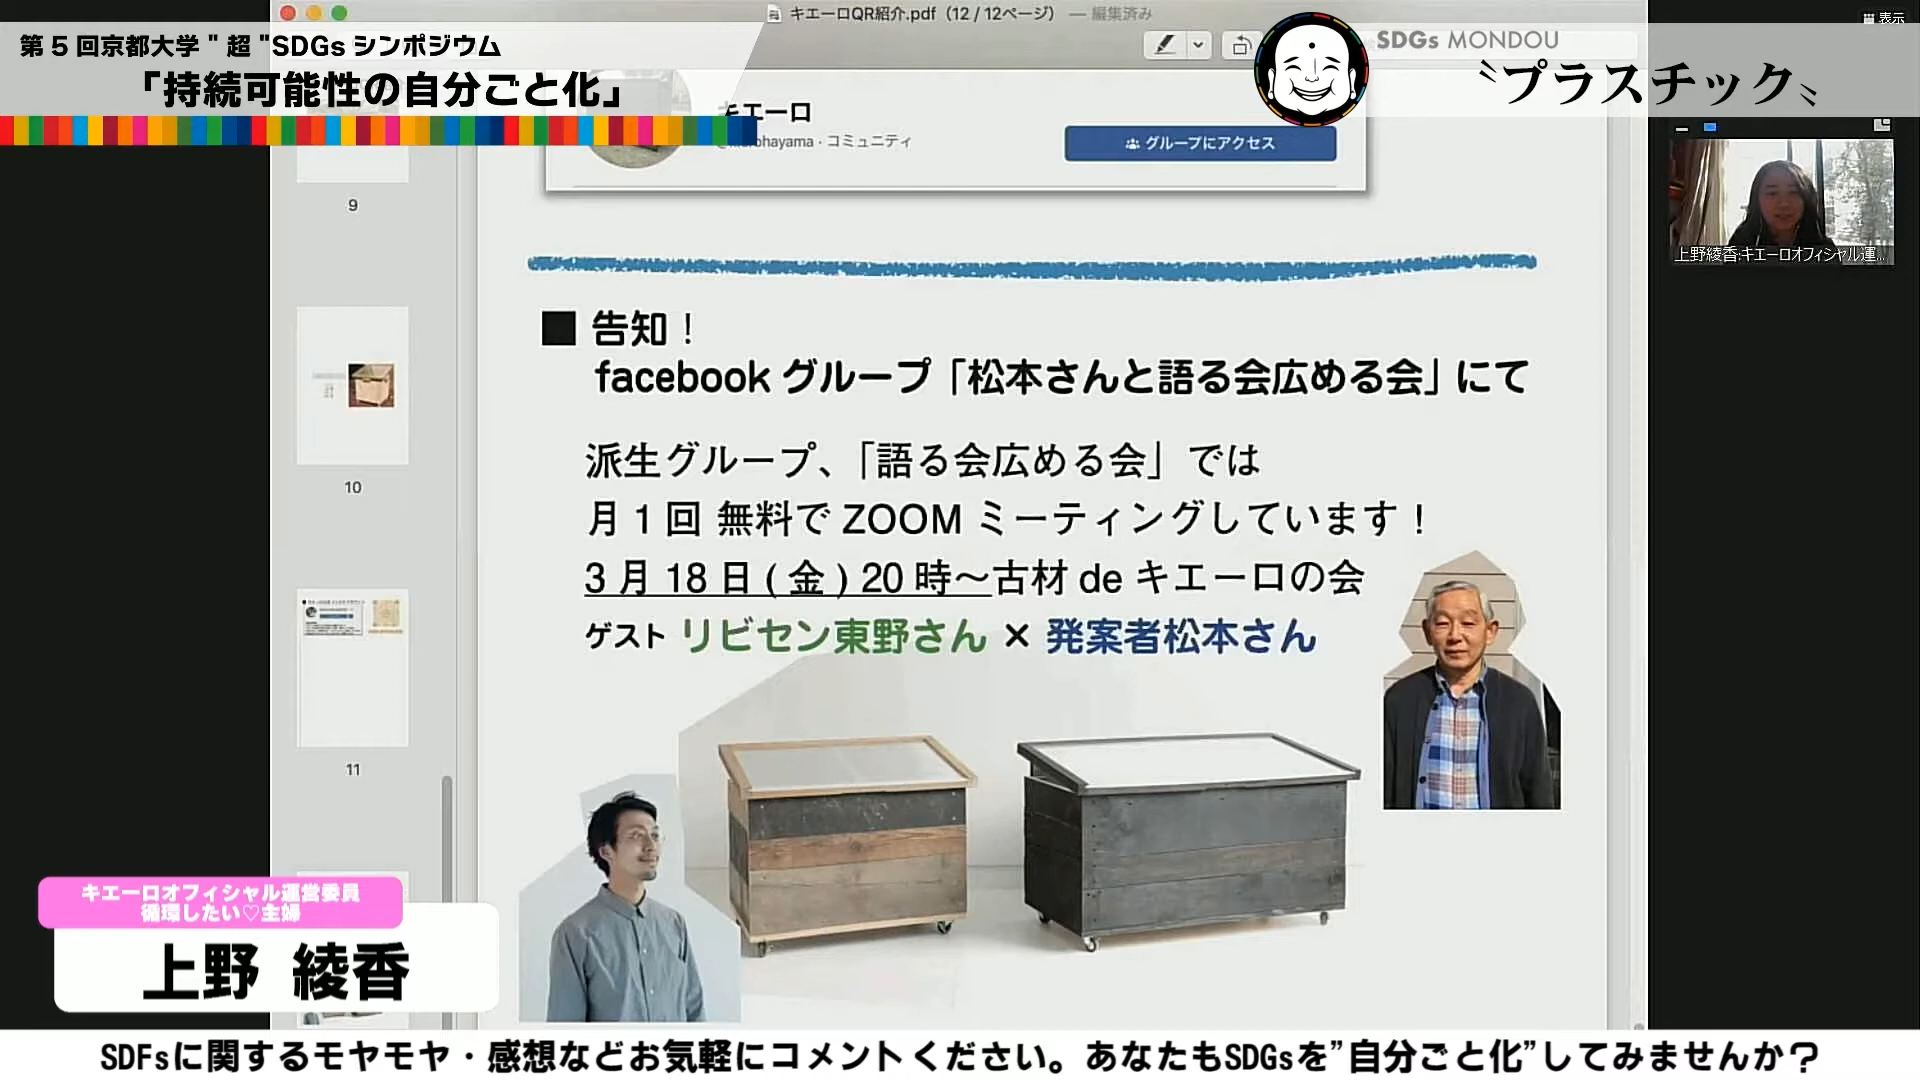 キエーロQR紹介.pdf（12 / 12ページ） — 編集済み
表示
第5回京都大学"超"SDGsシンポジウム
「持続可能性の自分ごと化」
SDGs MONDOU
〝プラスチック〟
キエーロ
hayama · コミュニティ
グループにアクセス
上野綾香:キエーロオフィシャル運...
9
10
11
■ 告知！
facebook グループ「松本さんと語る会広める会」にて
派生グループ、「語る会広める会」では
月1回 無料で ZOOM ミーティングしています！
3月18日(金)20時〜古材 de キエーロの会
ゲスト リビセン東野さん × 発案者松本さん
キエーロオフィシャル運営委員
循環したい♡主婦
上野 綾香
SDFsに関するモヤモヤ・感想などお気軽にコメントください。あなたもSDGsを"自分ごと化"してみませんか？